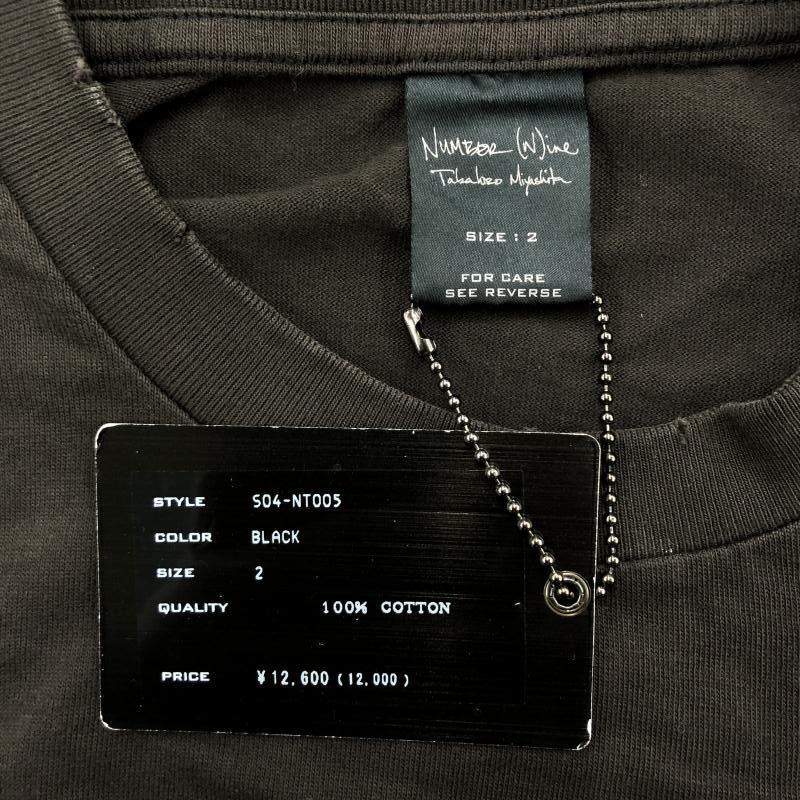 NUMBER (N)ine
Takahiro Miyashita
SIZE : 2
FOR CARE
SEE REVERSE
STYLE S04-NT005
COLOR BLACK
SIZE 2
QUALITY 100% COTTON
PRICE ¥12,600 (12,000)